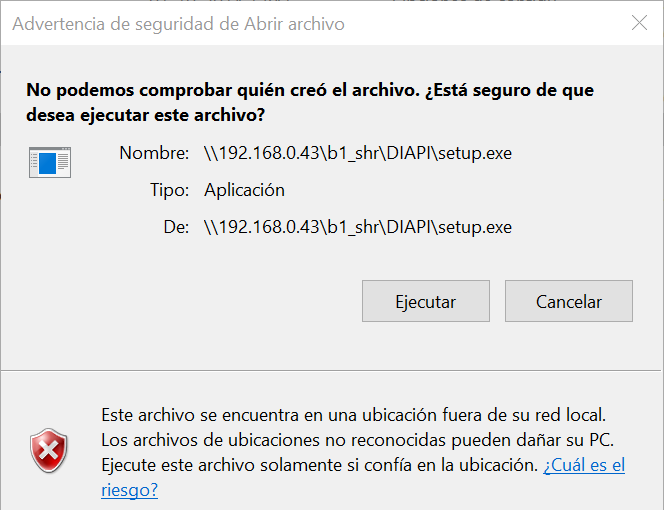 Advertencia de seguridad de Abrir archivo
No podemos comprobar quién creó el archivo. ¿Está seguro de que
desea ejecutar este archivo?
Nombre: \\192.168.0.43\b1_shr\DIAPI\setup.exe
Tipo: Aplicación
De: \\192.168.0.43\b1_shr\DIAPI\setup.exe
Ejecutar Cancelar
Este archivo se encuentra en una ubicación fuera de su red local.
Los archivos de ubicaciones no reconocidas pueden dañar su PC.
Ejecute este archivo solamente si confía en la ubicación. ¿Cuál es el
riesgo?